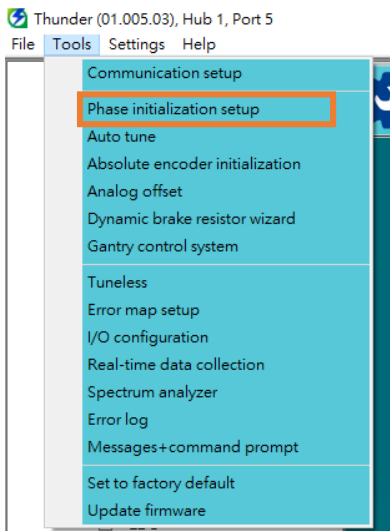 Thunder (01.005.03), Hub 1, Port 5
File Tools Settings Help
Communication setup
Phase initialization setup
Auto tune
Absolute encoder initialization
Analog offset
Dynamic brake resistor wizard
Gantry control system
Tuneless
Error map setup
I/O configuration
Real-time data collection
Spectrum analyzer
Error log
Messages+command prompt
Set to factory default
Update firmware